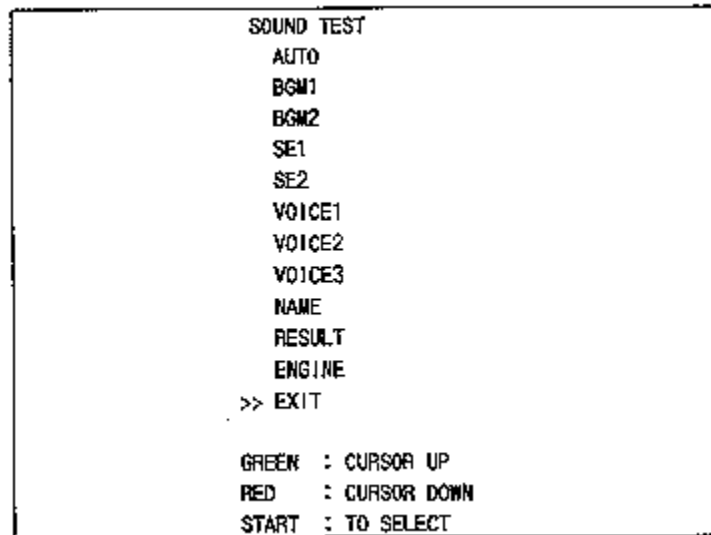 SOUND TEST
AUTO
BGM1
BGM2
SE1
SE2
VOICE1
VOICE2
VOICE3
NAME
RESULT
ENGINE
>> EXIT
GREEN : CURSOR UP
RED : CURSOR DOWN
START : TO SELECT